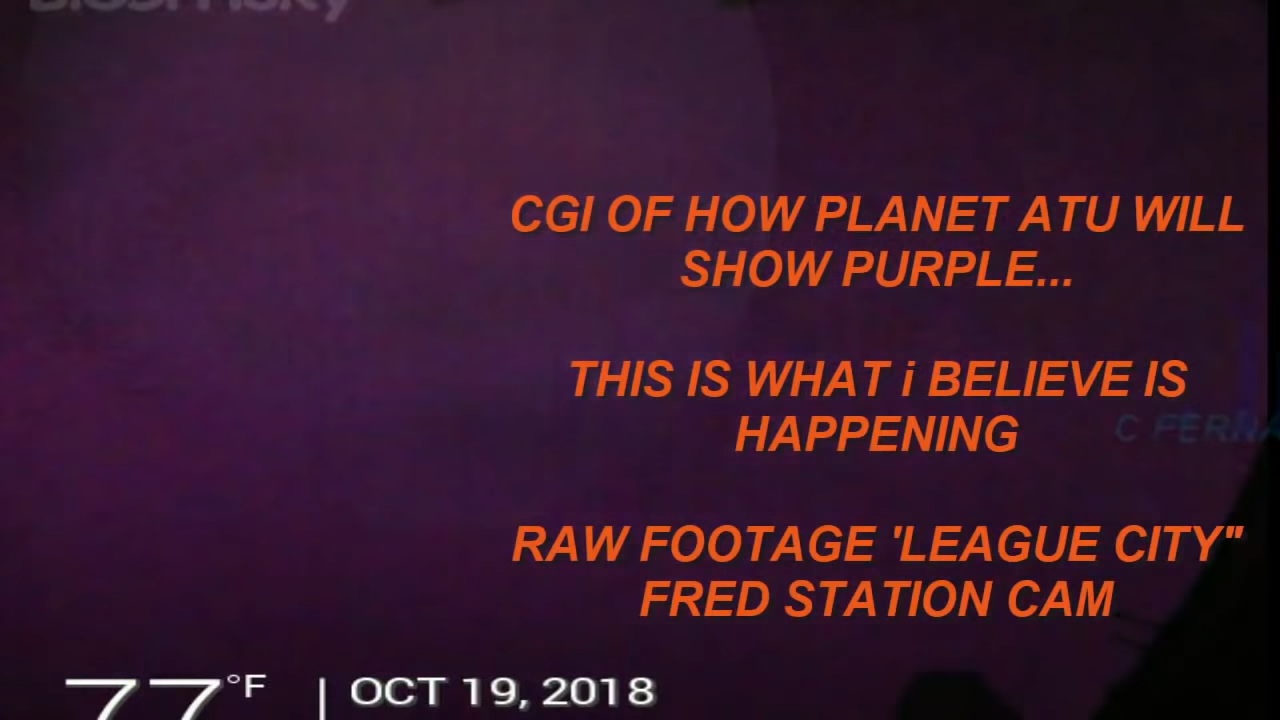 CGI OF HOW PLANET ATU WILL
SHOW PURPLE...
THIS IS WHAT i BELIEVE IS
HAPPENING
C FERNA
RAW FOOTAGE 'LEAGUE CITY"
FRED STATION CAM
77°F | OCT 19, 2018